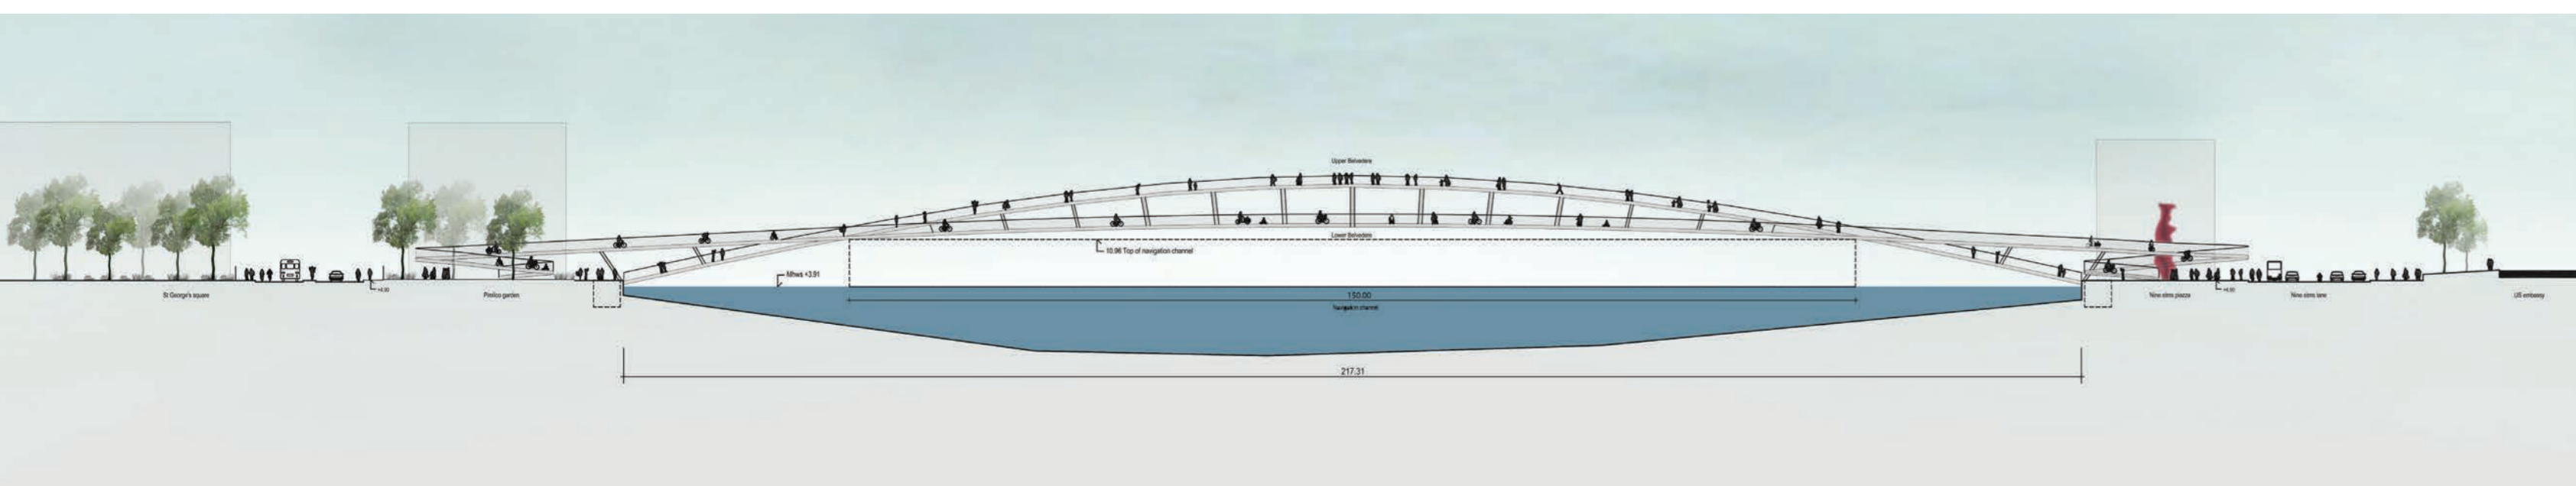 Upper Belvedere
Lower Belvedere
10.96 Top of navigation channel
Mhws +3.91
150.00
Navigation channel
St George's square
Pimlico garden
Nine elms piazza
Nine elms lane
US embassy
217.31